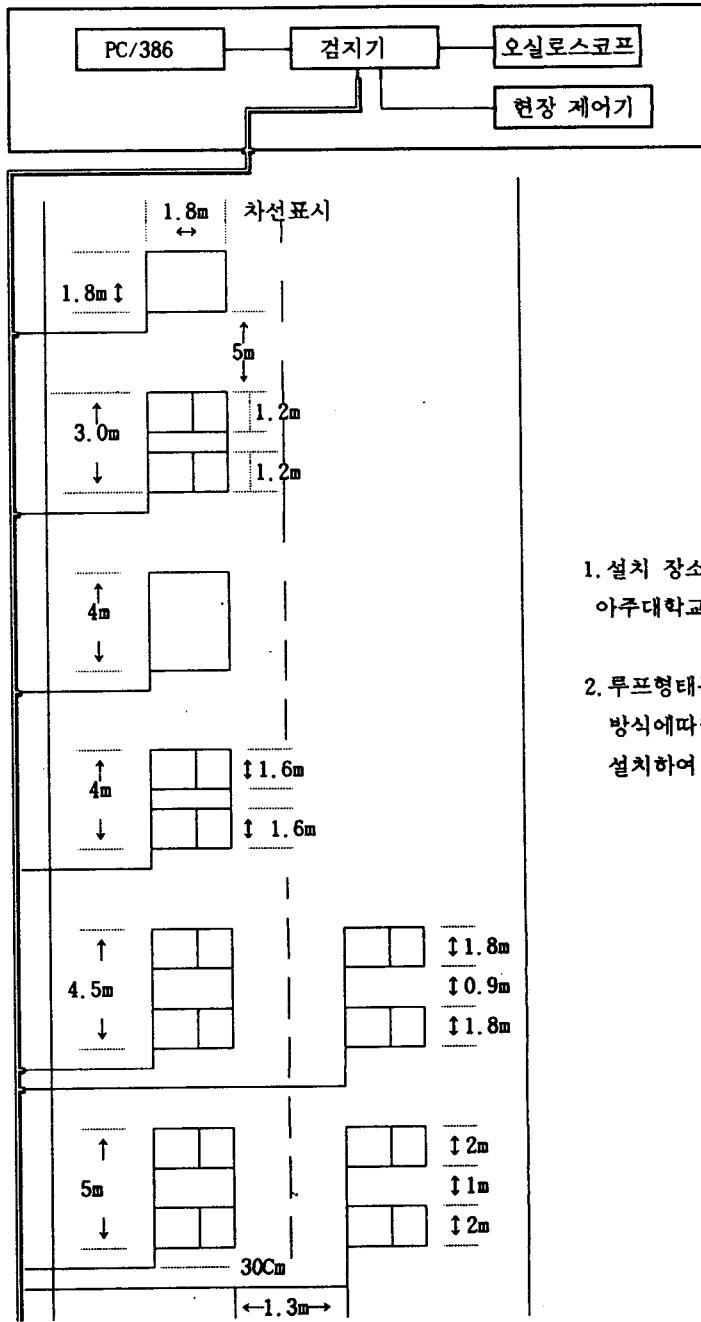 PC/386 검지기 오실로스코프
현장 제어기
1.8m 차선표시
1.8m
5m
3.0m
1.2m
1.2m
4m
4m
1.6m
1.6m
4.5m
1.8m
0.9m
1.8m
5m
2m
1m
2m
30Cm
1.3m
1. 설치 장소
아주대학교
2. 루프형태
방식에따
설치하여